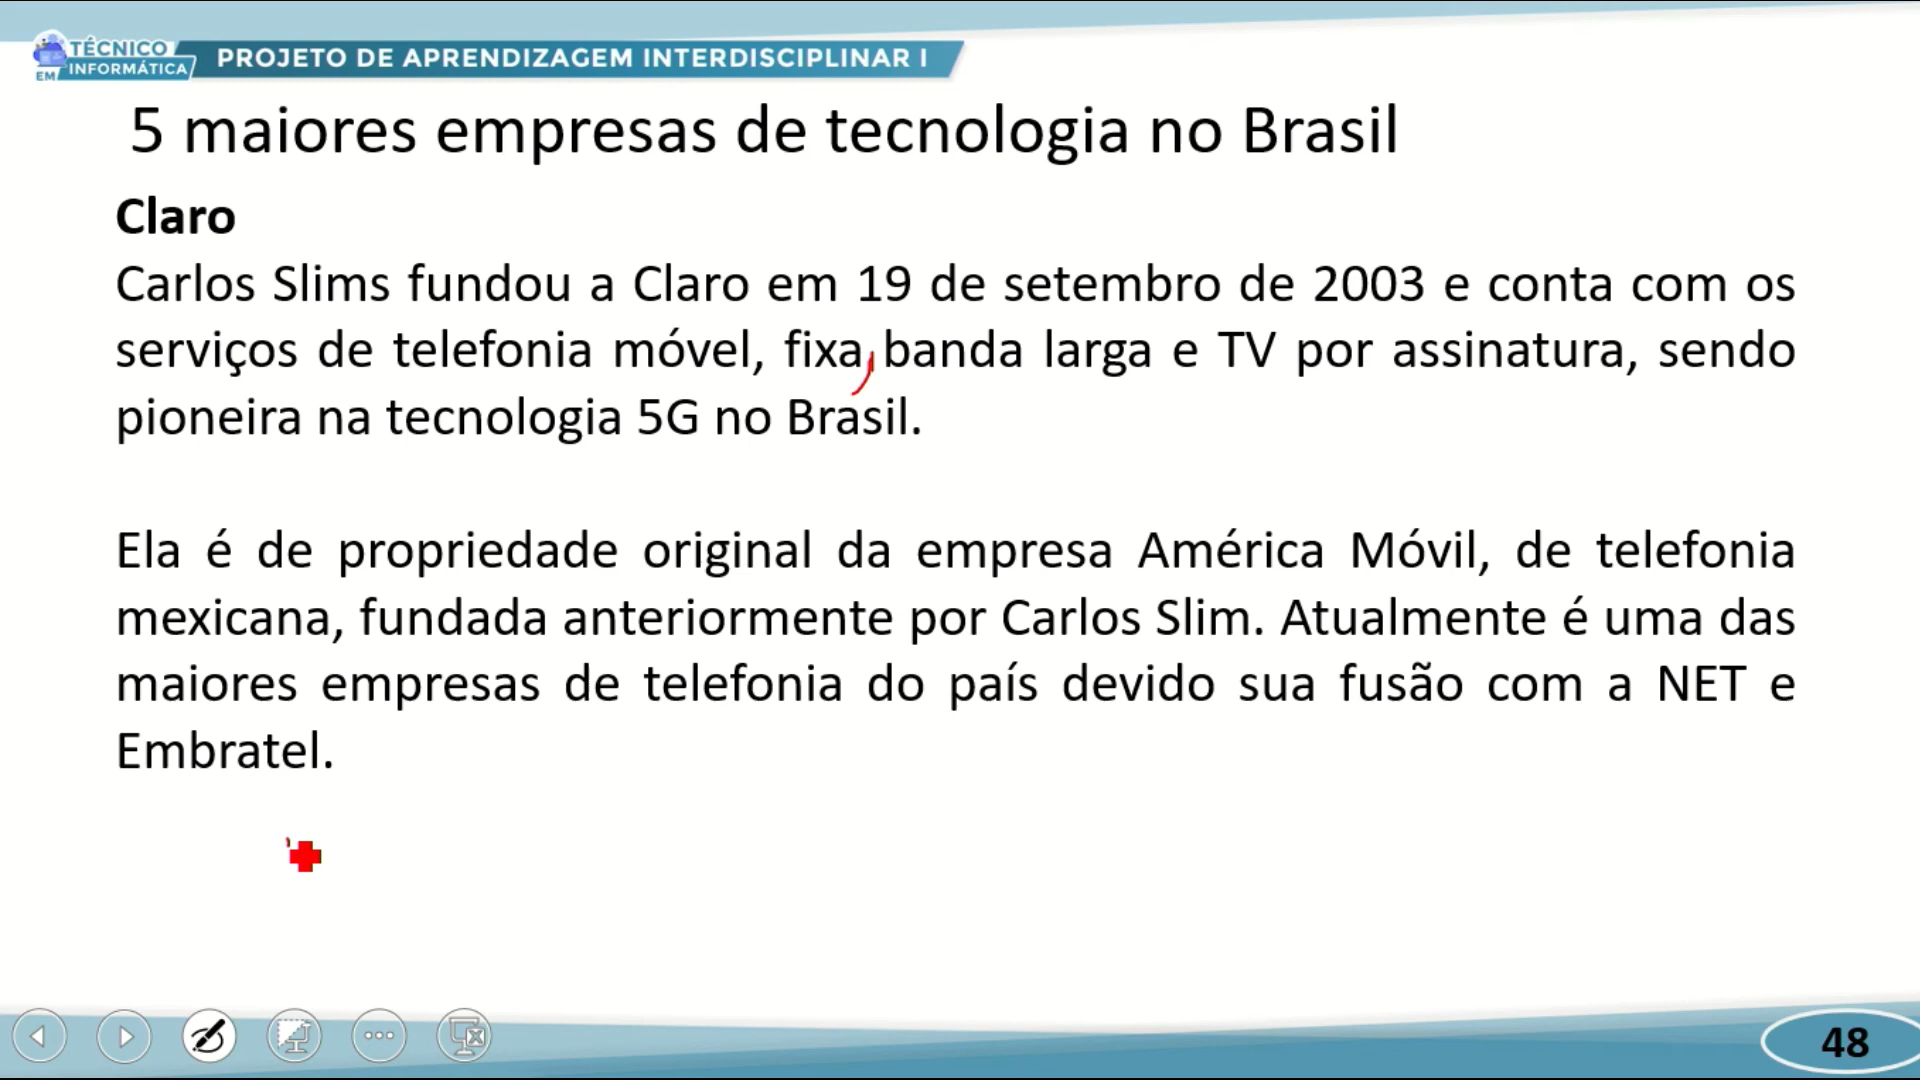 TÉCNICO
EM INFORMÁTICA
PROJETO DE APRENDIZAGEM INTERDISCIPLINAR I
5 maiores empresas de tecnologia no Brasil
Claro
Carlos Slims fundou a Claro em 19 de setembro de 2003 e conta com os
serviços de telefonia móvel, fixa, banda larga e TV por assinatura, sendo
pioneira na tecnologia 5G no Brasil.
Ela é de propriedade original da empresa América Móvil, de telefonia
mexicana, fundada anteriormente por Carlos Slim. Atualmente é uma das
maiores empresas de telefonia do país devido sua fusão com a NET e
Embratel.
48